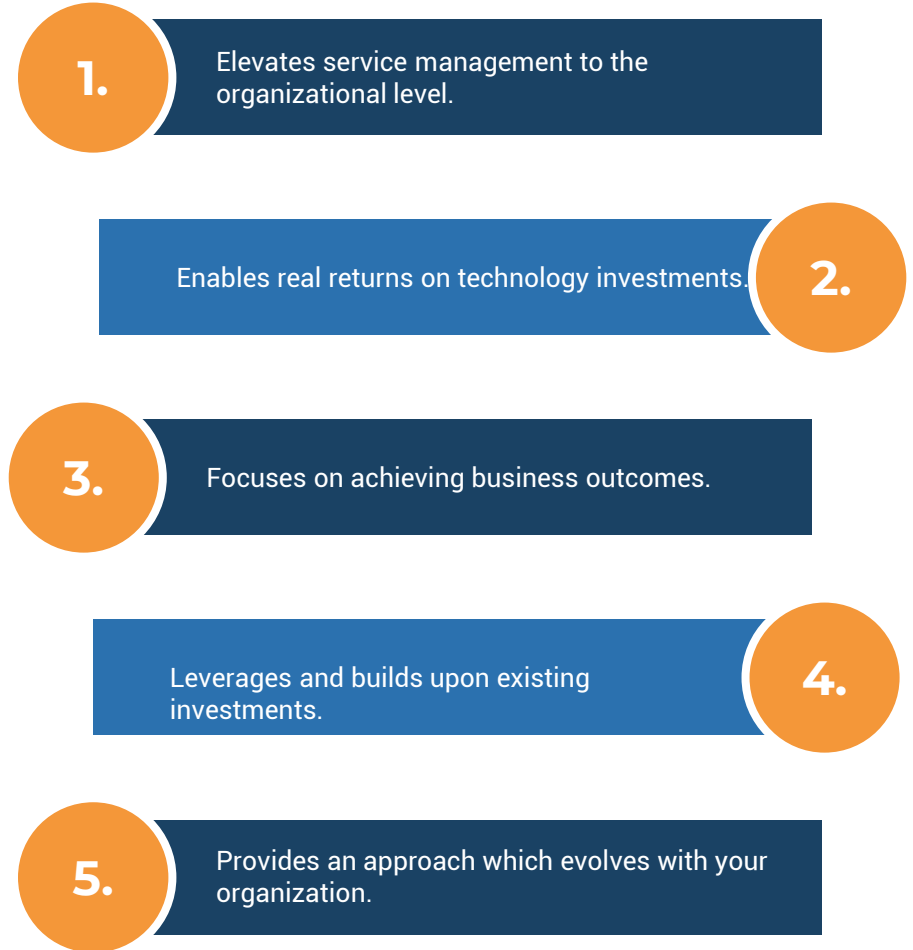 1.
Elevates service management to the
organizational level.
Enables real returns on technology investments.
2.
3.
Focuses on achieving business outcomes.
Leverages and builds upon existing
investments.
4.
5.
Provides an approach which evolves with your
organization.